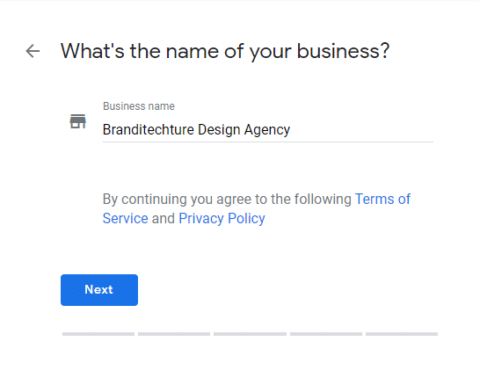 What's the name of your business?
Business name
Branditechture Design Agency
By continuing you agree to the following Terms of
Service and Privacy Policy
Next